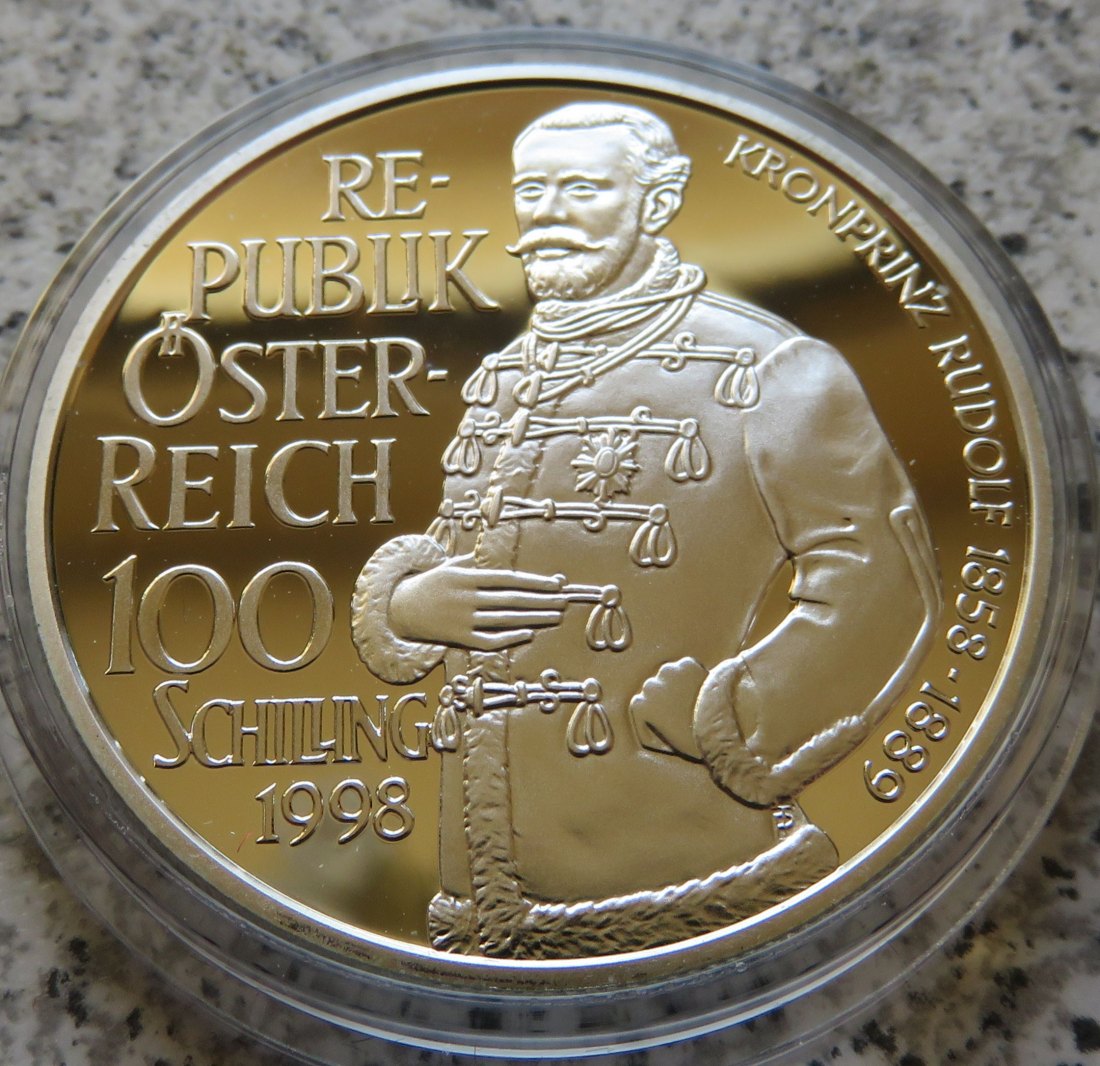 RE-
PUBLIK
ÖSTER-
REICH
100
SCHILLING
1998
KRONPRINZ RUDOLF 1858-1889